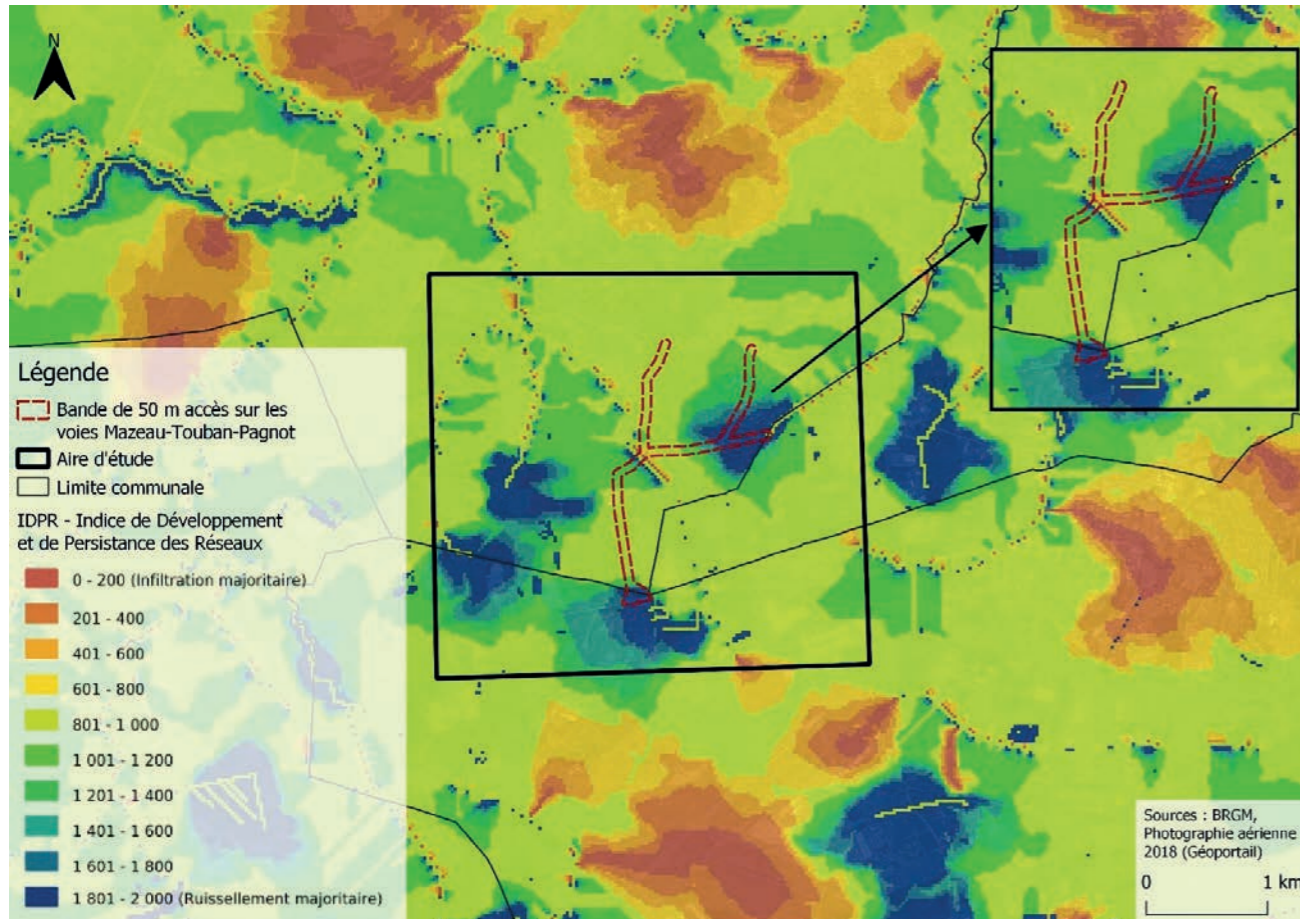 N
Légende
Bande de 50 m accès sur les
voies Mazeau-Touban-Pagnot
Aire d'étude
Limite communale
IDPR - Indice de Développement
et de Persistance des Réseaux
0 - 200 (Infiltration majoritaire)
201 - 400
401 - 600
601 - 800
801 - 1 000
1 001 - 1 200
1 201 - 1 400
1 401 - 1 600
1 601 - 1 800
1 801 - 2 000 (Ruissellement majoritaire)
Sources : BRGM,
Photographie aérienne
2018 (Géoportail)
0 1 km